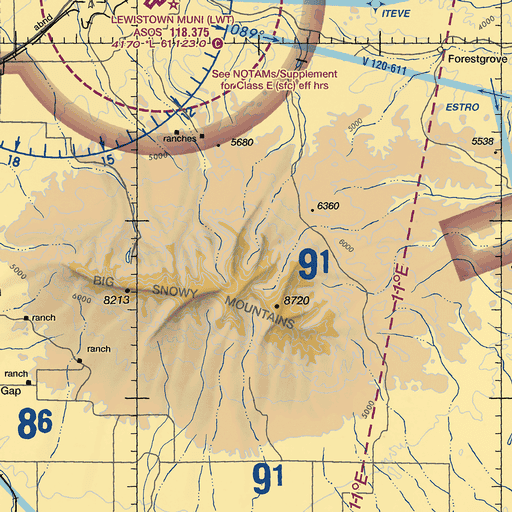 LEWISTOWN MUNI (LWT)
ASOS 118.375
4170 *L 61 123.0 C
See NOTAMs/Supplement
for Class E (sfc) eff hrs
abnd
089°
ITEVE
4000
V 120-611
Forestgrove
ESTRO
5538
21
18
15
ranches
5000
5680
5000
6360
6000
91
5000
6000
BIG SNOWY MOUNTAINS
8213
8720
11°E
ranch
ranch
ranch
Gap
86
5000
91
11°E